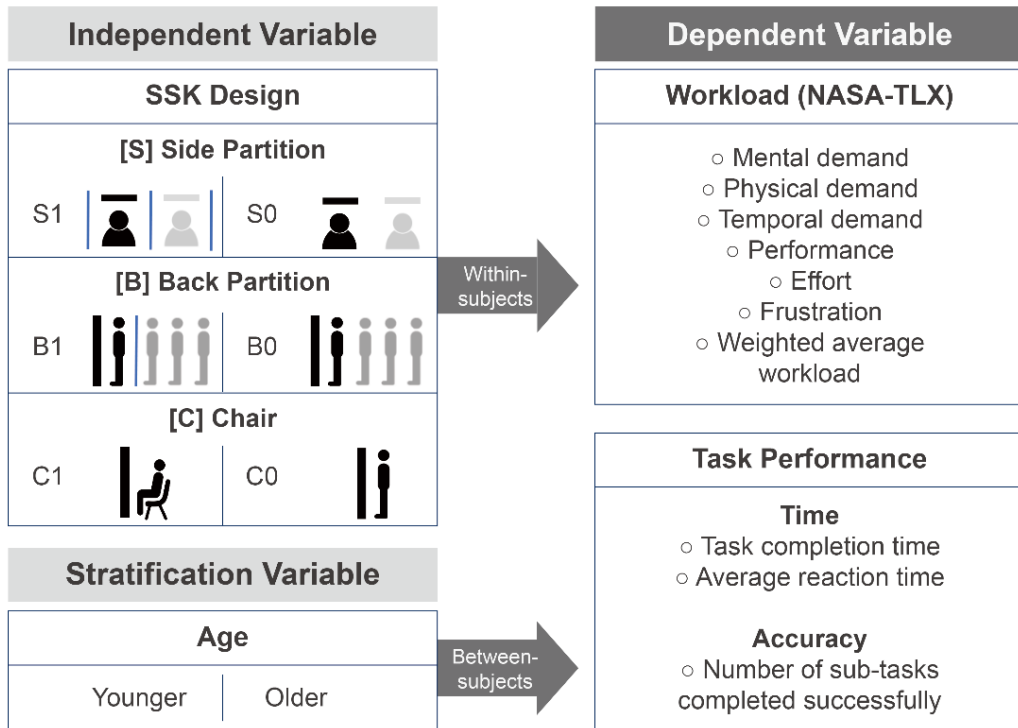 Independent Variable
SSK Design
[S] Side Partition
S1
S0
[B] Back Partition
B1
B0
[C] Chair
C1
C0
Stratification Variable
Age
Younger
Older
Within-
subjects
Between-
subjects
Dependent Variable
Workload (NASA-TLX)
○ Mental demand
○ Physical demand
○ Temporal demand
○ Performance
○ Effort
○ Frustration
○ Weighted average
workload
Task Performance
Time
○ Task completion time
○ Average reaction time
Accuracy
○ Number of sub-tasks
completed successfully